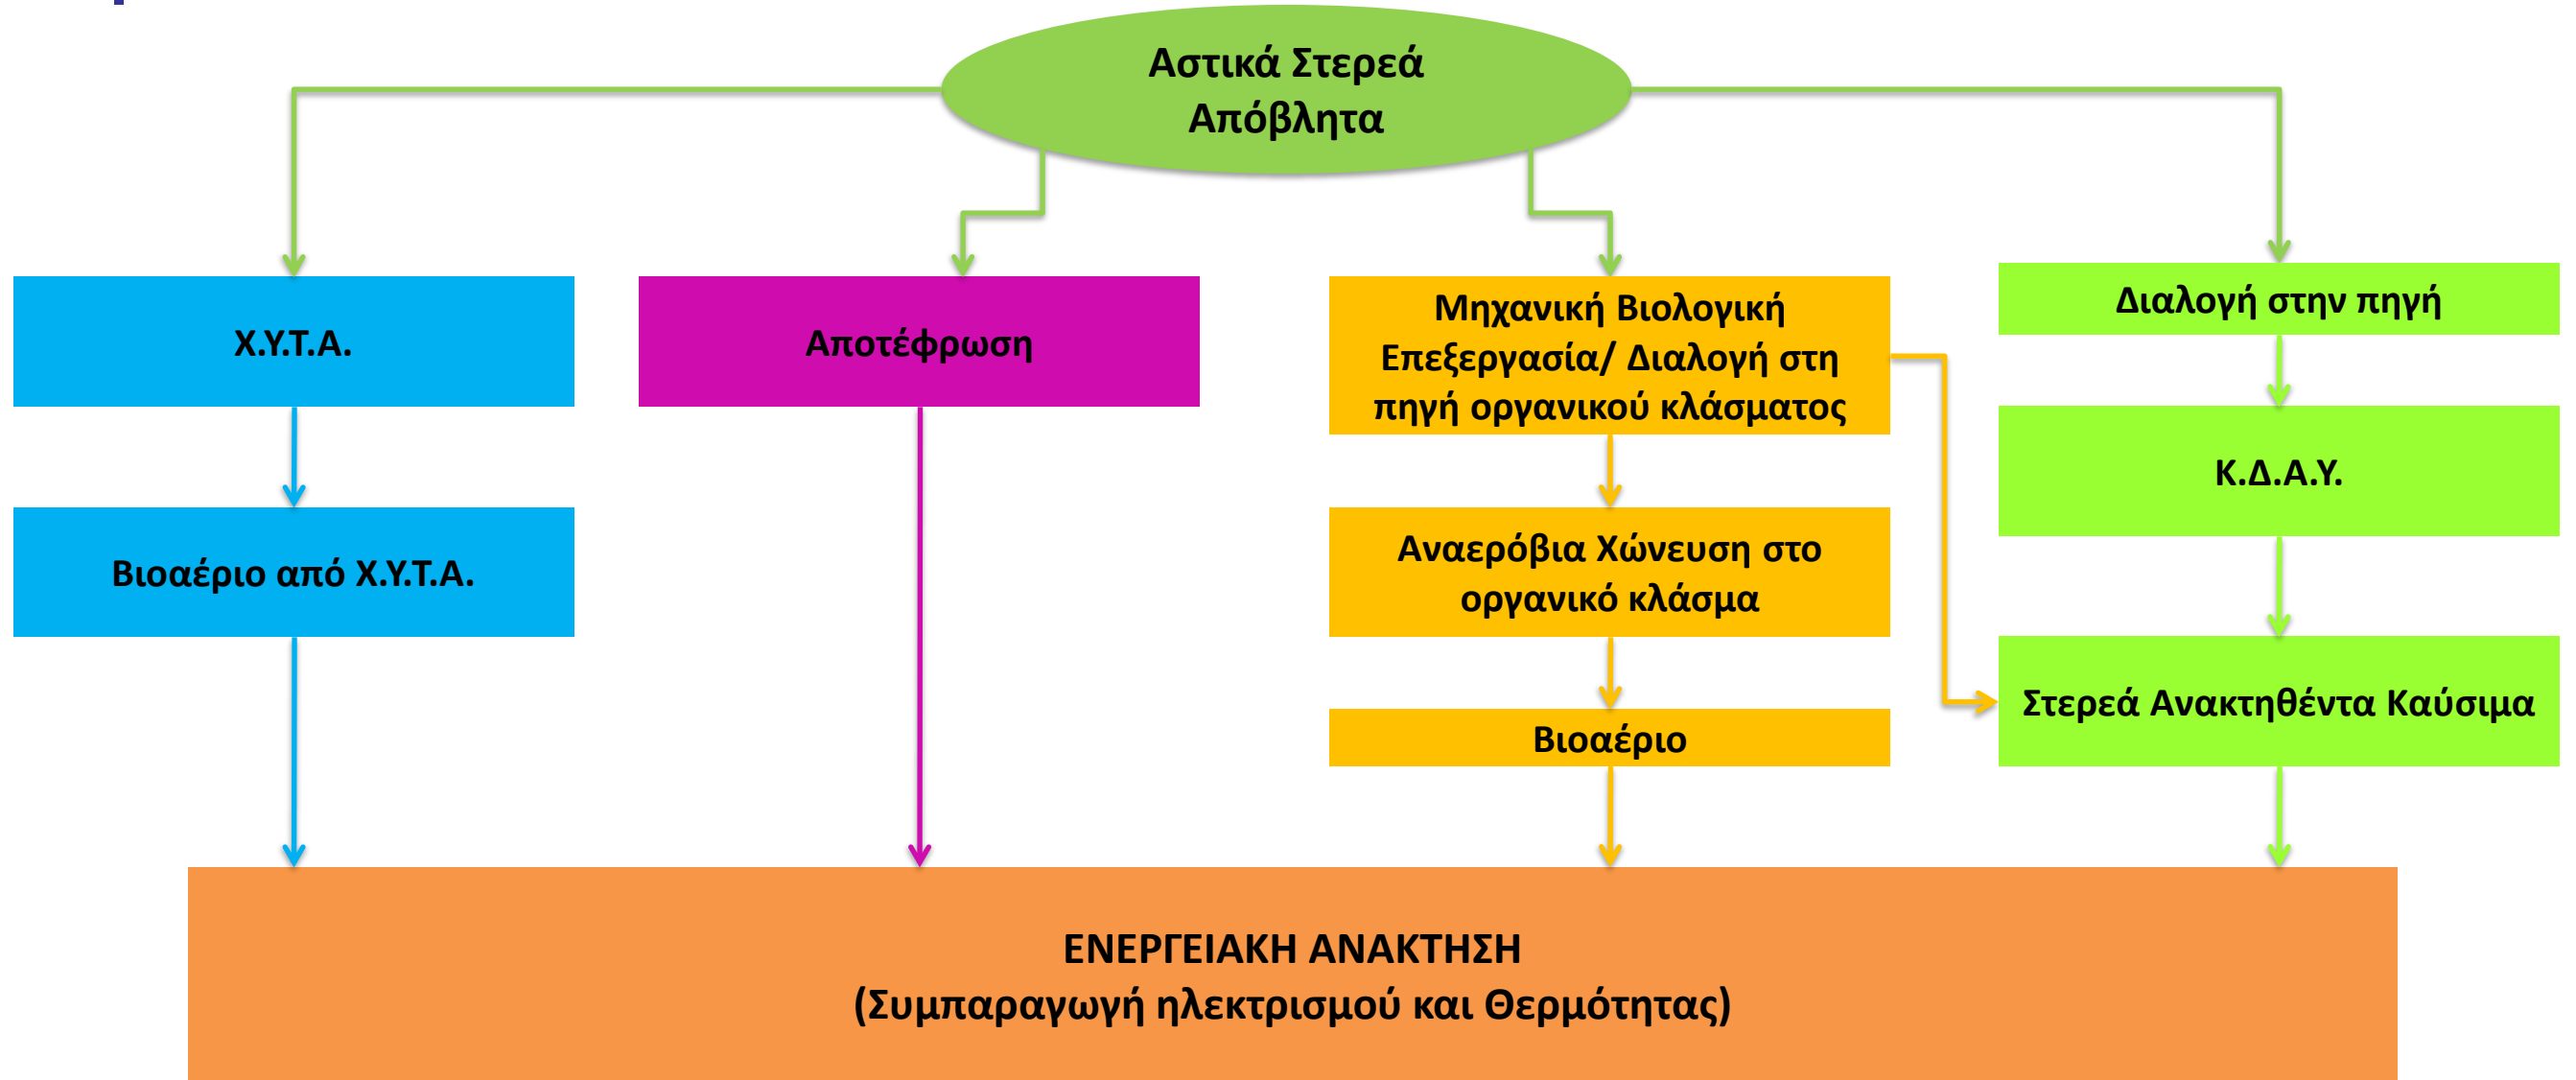 Αστικά Στερεά
Απόβλητα
Χ.Υ.Τ.Α.
Αποτέφρωση
Μηχανική Βιολογική
Επεξεργασία/ Διαλογή στη
πηγή οργανικού κλάσματος
Διαλογή στην πηγή
Κ.Δ.Α.Υ.
Βιοαέριο από Χ.Υ.Τ.Α.
Αναερόβια Χώνευση στο
οργανικό κλάσμα
Στερεά Ανακτηθέντα Καύσιμα
Βιοαέριο
ΕΝΕΡΓΕΙΑΚΗ ΑΝΑΚΤΗΣΗ
(Συμπαραγωγή ηλεκτρισμού και Θερμότητας)